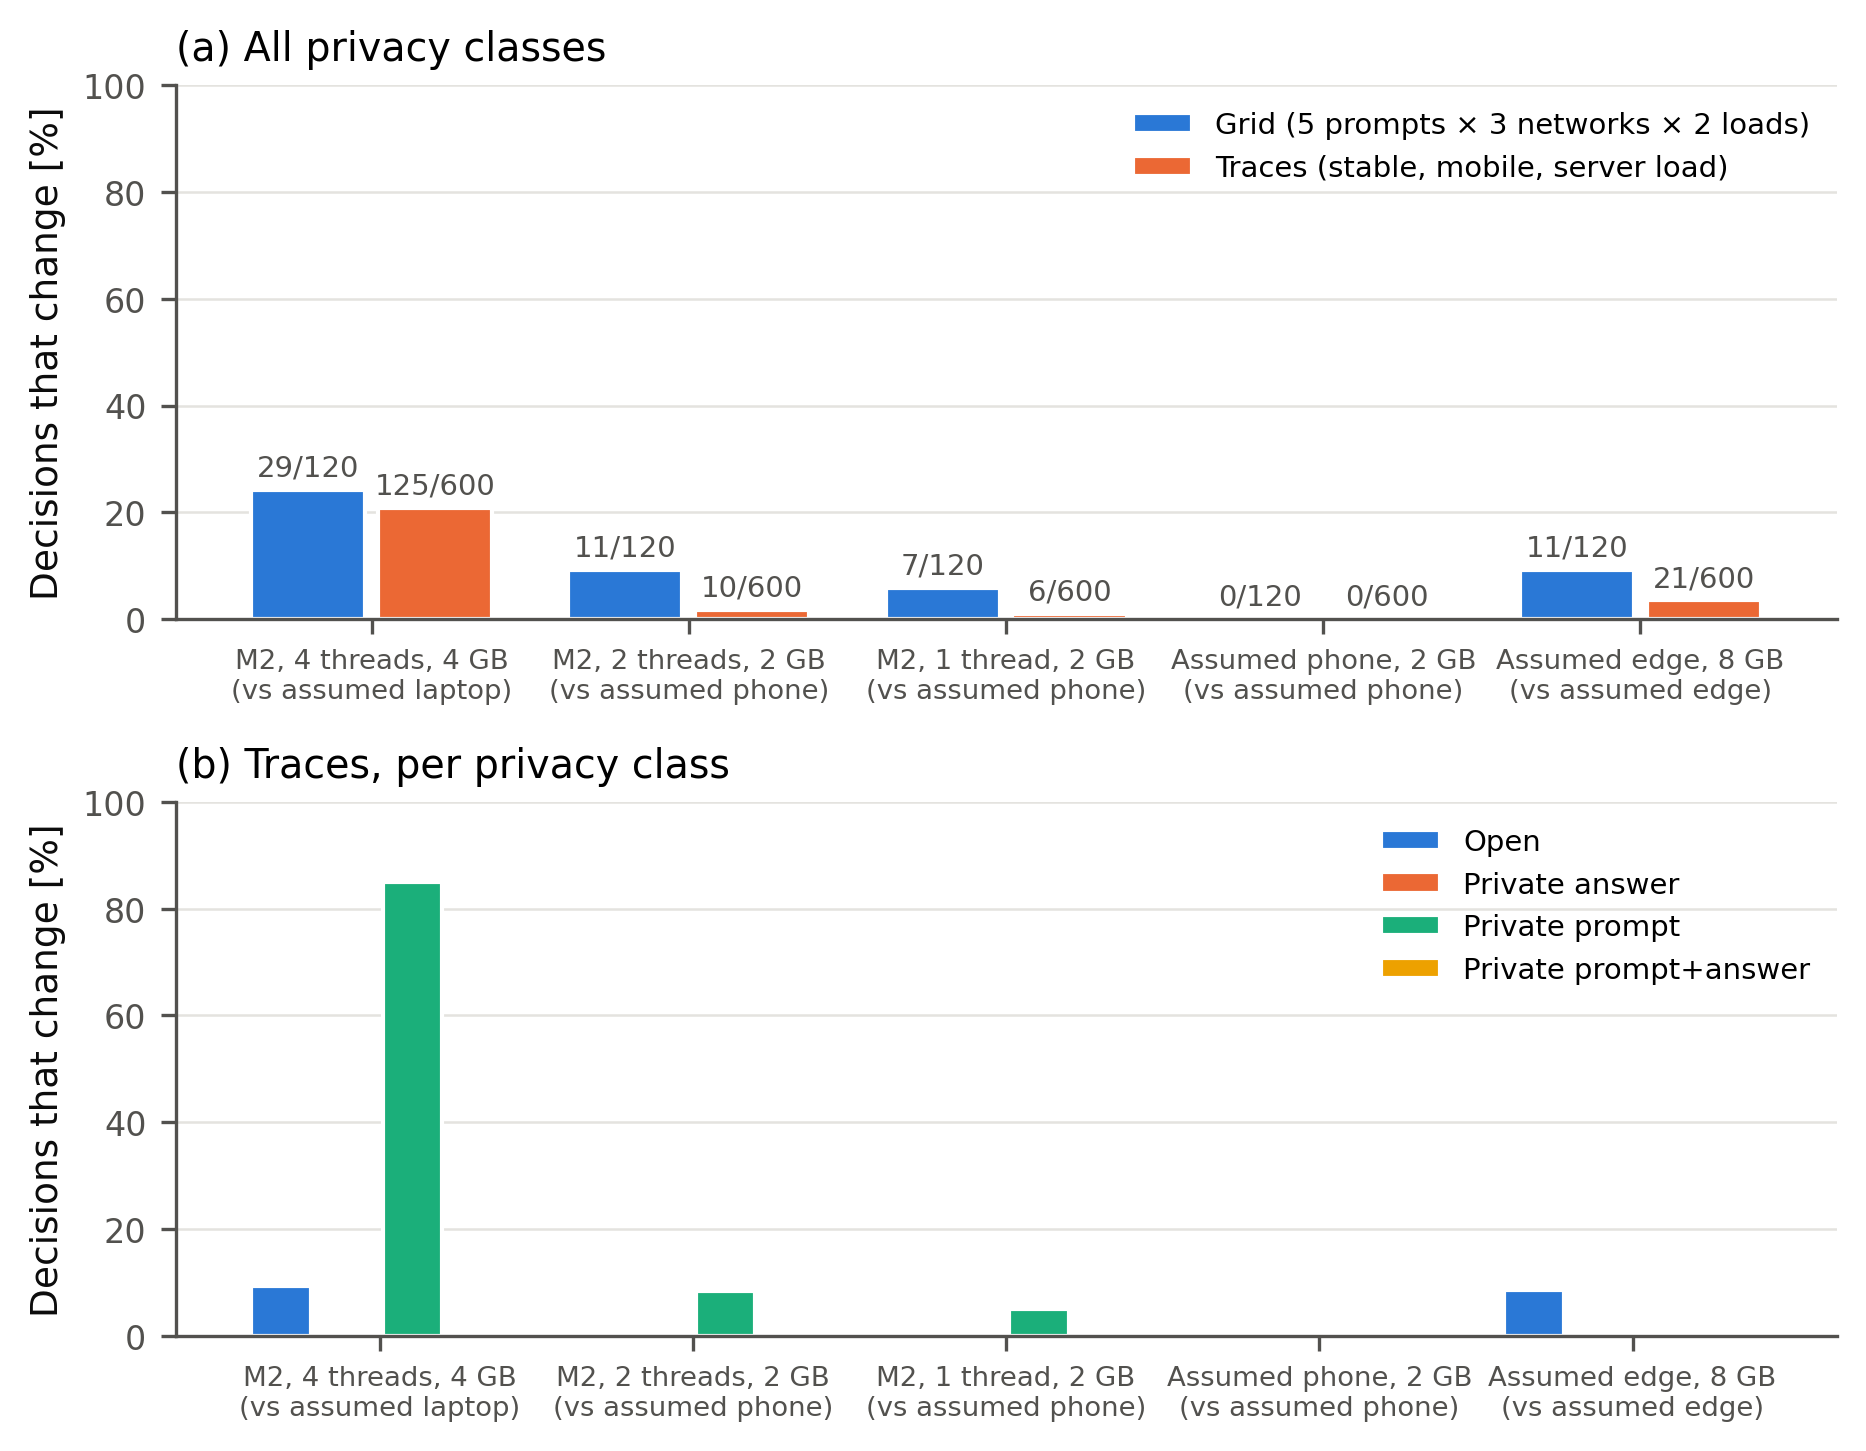 (a) All privacy classes
Decisions that change [%]
100
80
60
40
20
0
Grid (5 prompts × 3 networks × 2 loads)
Traces (stable, mobile, server load)
29/120
125/600
11/120
10/600
7/120
6/600
0/120
0/600
11/120
21/600
M2, 4 threads, 4 GB
(vs assumed laptop)
M2, 2 threads, 2 GB
(vs assumed phone)
M2, 1 thread, 2 GB
(vs assumed phone)
Assumed phone, 2 GB
(vs assumed phone)
Assumed edge, 8 GB
(vs assumed edge)
(b) Traces, per privacy class
Decisions that change [%]
100
80
60
40
20
0
Open
Private answer
Private prompt
Private prompt+answer
M2, 4 threads, 4 GB
(vs assumed laptop)
M2, 2 threads, 2 GB
(vs assumed phone)
M2, 1 thread, 2 GB
(vs assumed phone)
Assumed phone, 2 GB
(vs assumed phone)
Assumed edge, 8 GB
(vs assumed edge)